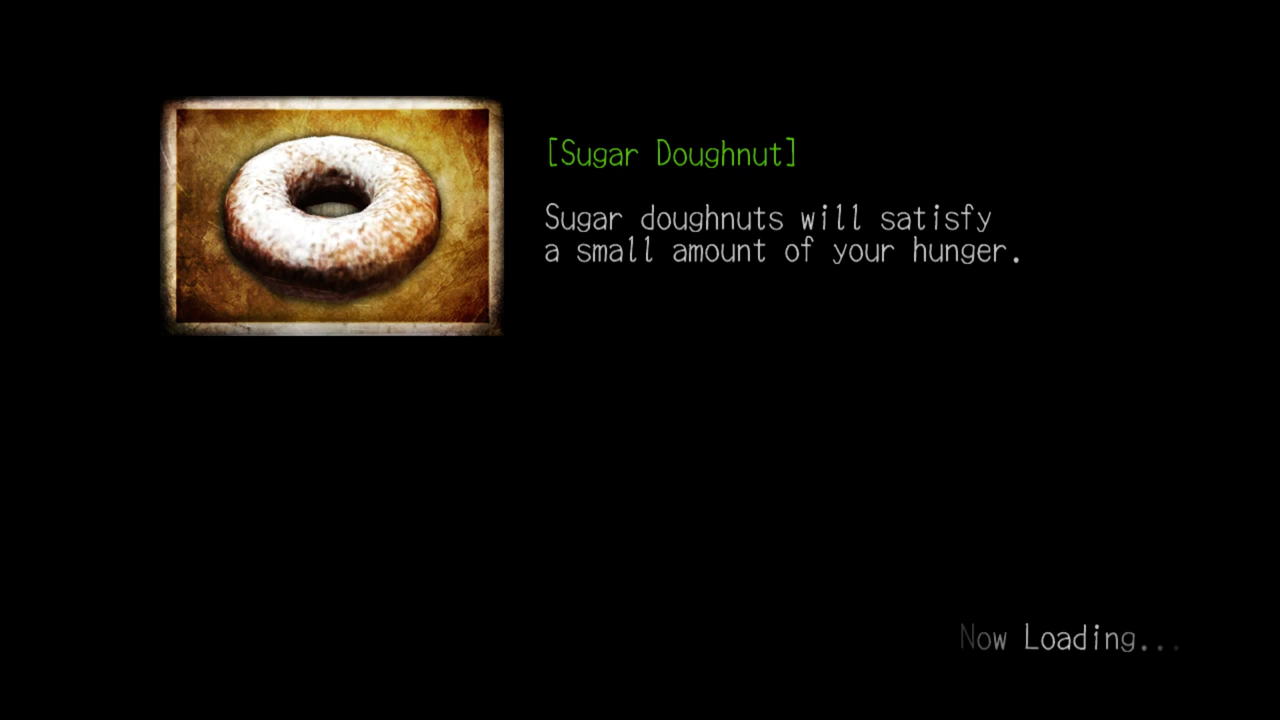 [Sugar Doughnut]
Sugar doughnuts will satisfy
a small amount of your hunger.
Now Loading...